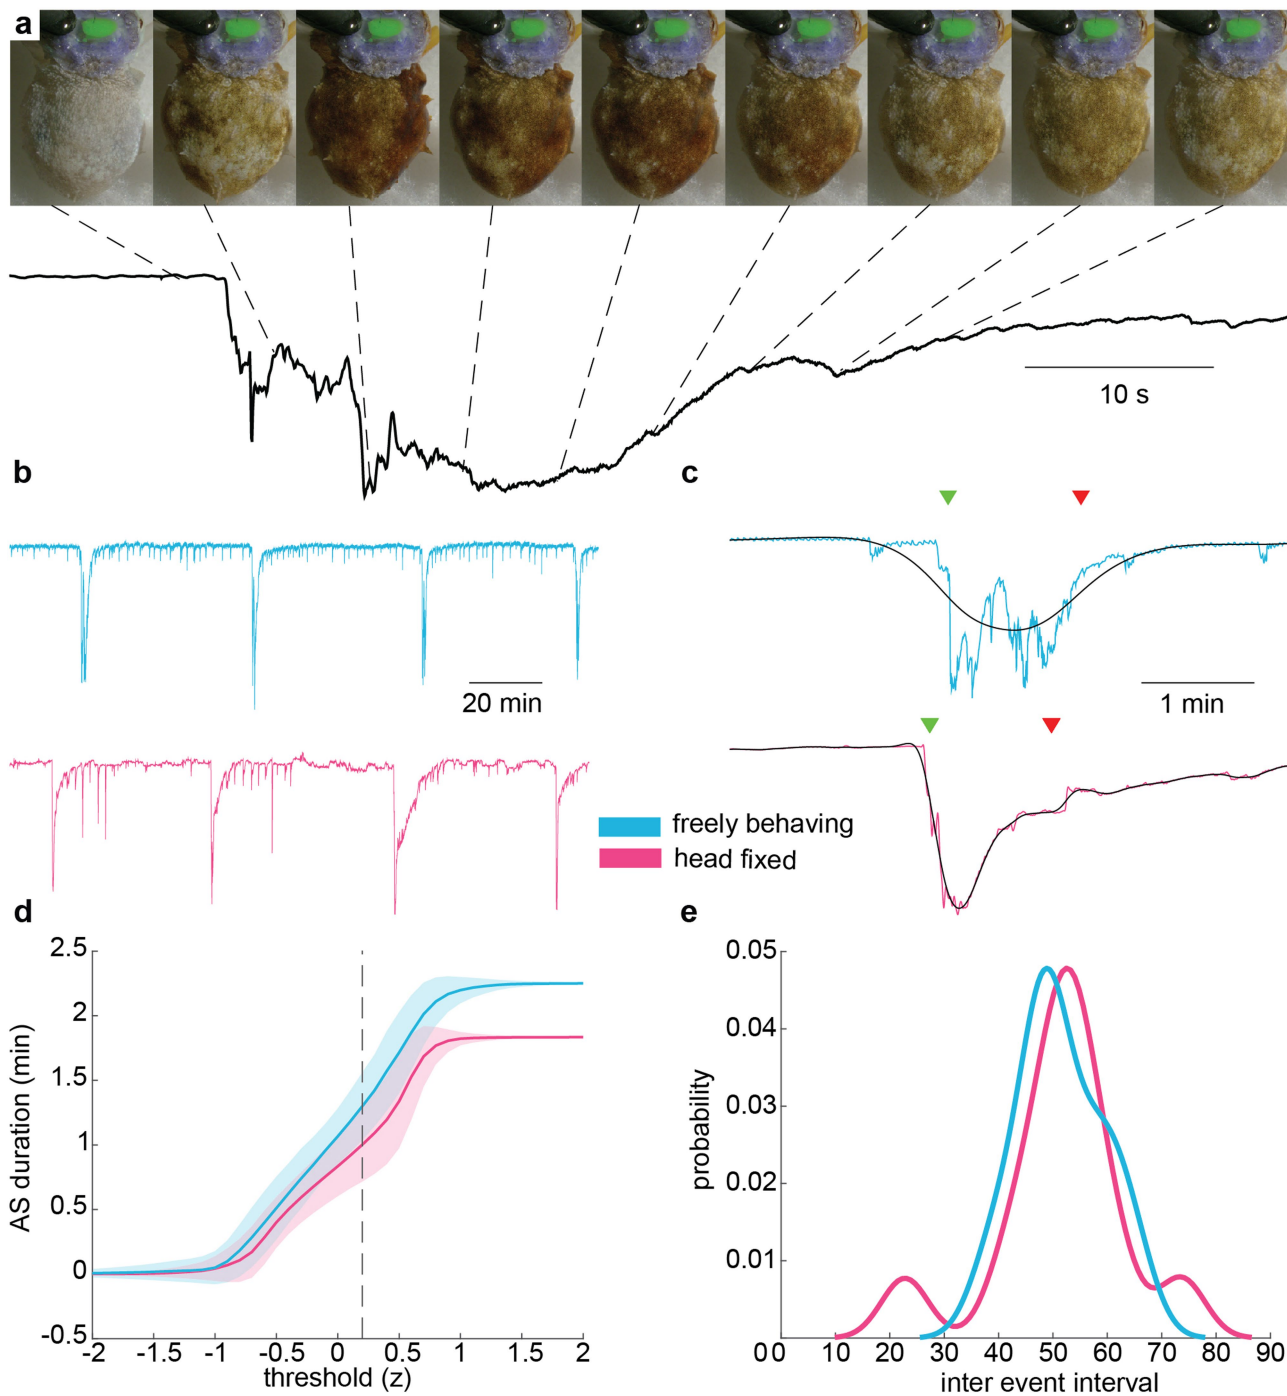 a
10 s
b
c
20 min
1 min
freely behaving
head fixed
d
e
2.5
2
1.5
1
0.5
0
-0.5
AS duration (min)
-2
-1.5
-1
-0.5
0
0.5
1
1.5
2
threshold (z)
0.05
0.04
0.03
0.02
0.01
0
probability
0
10
20
30
40
50
60
70
80
90
inter event interval